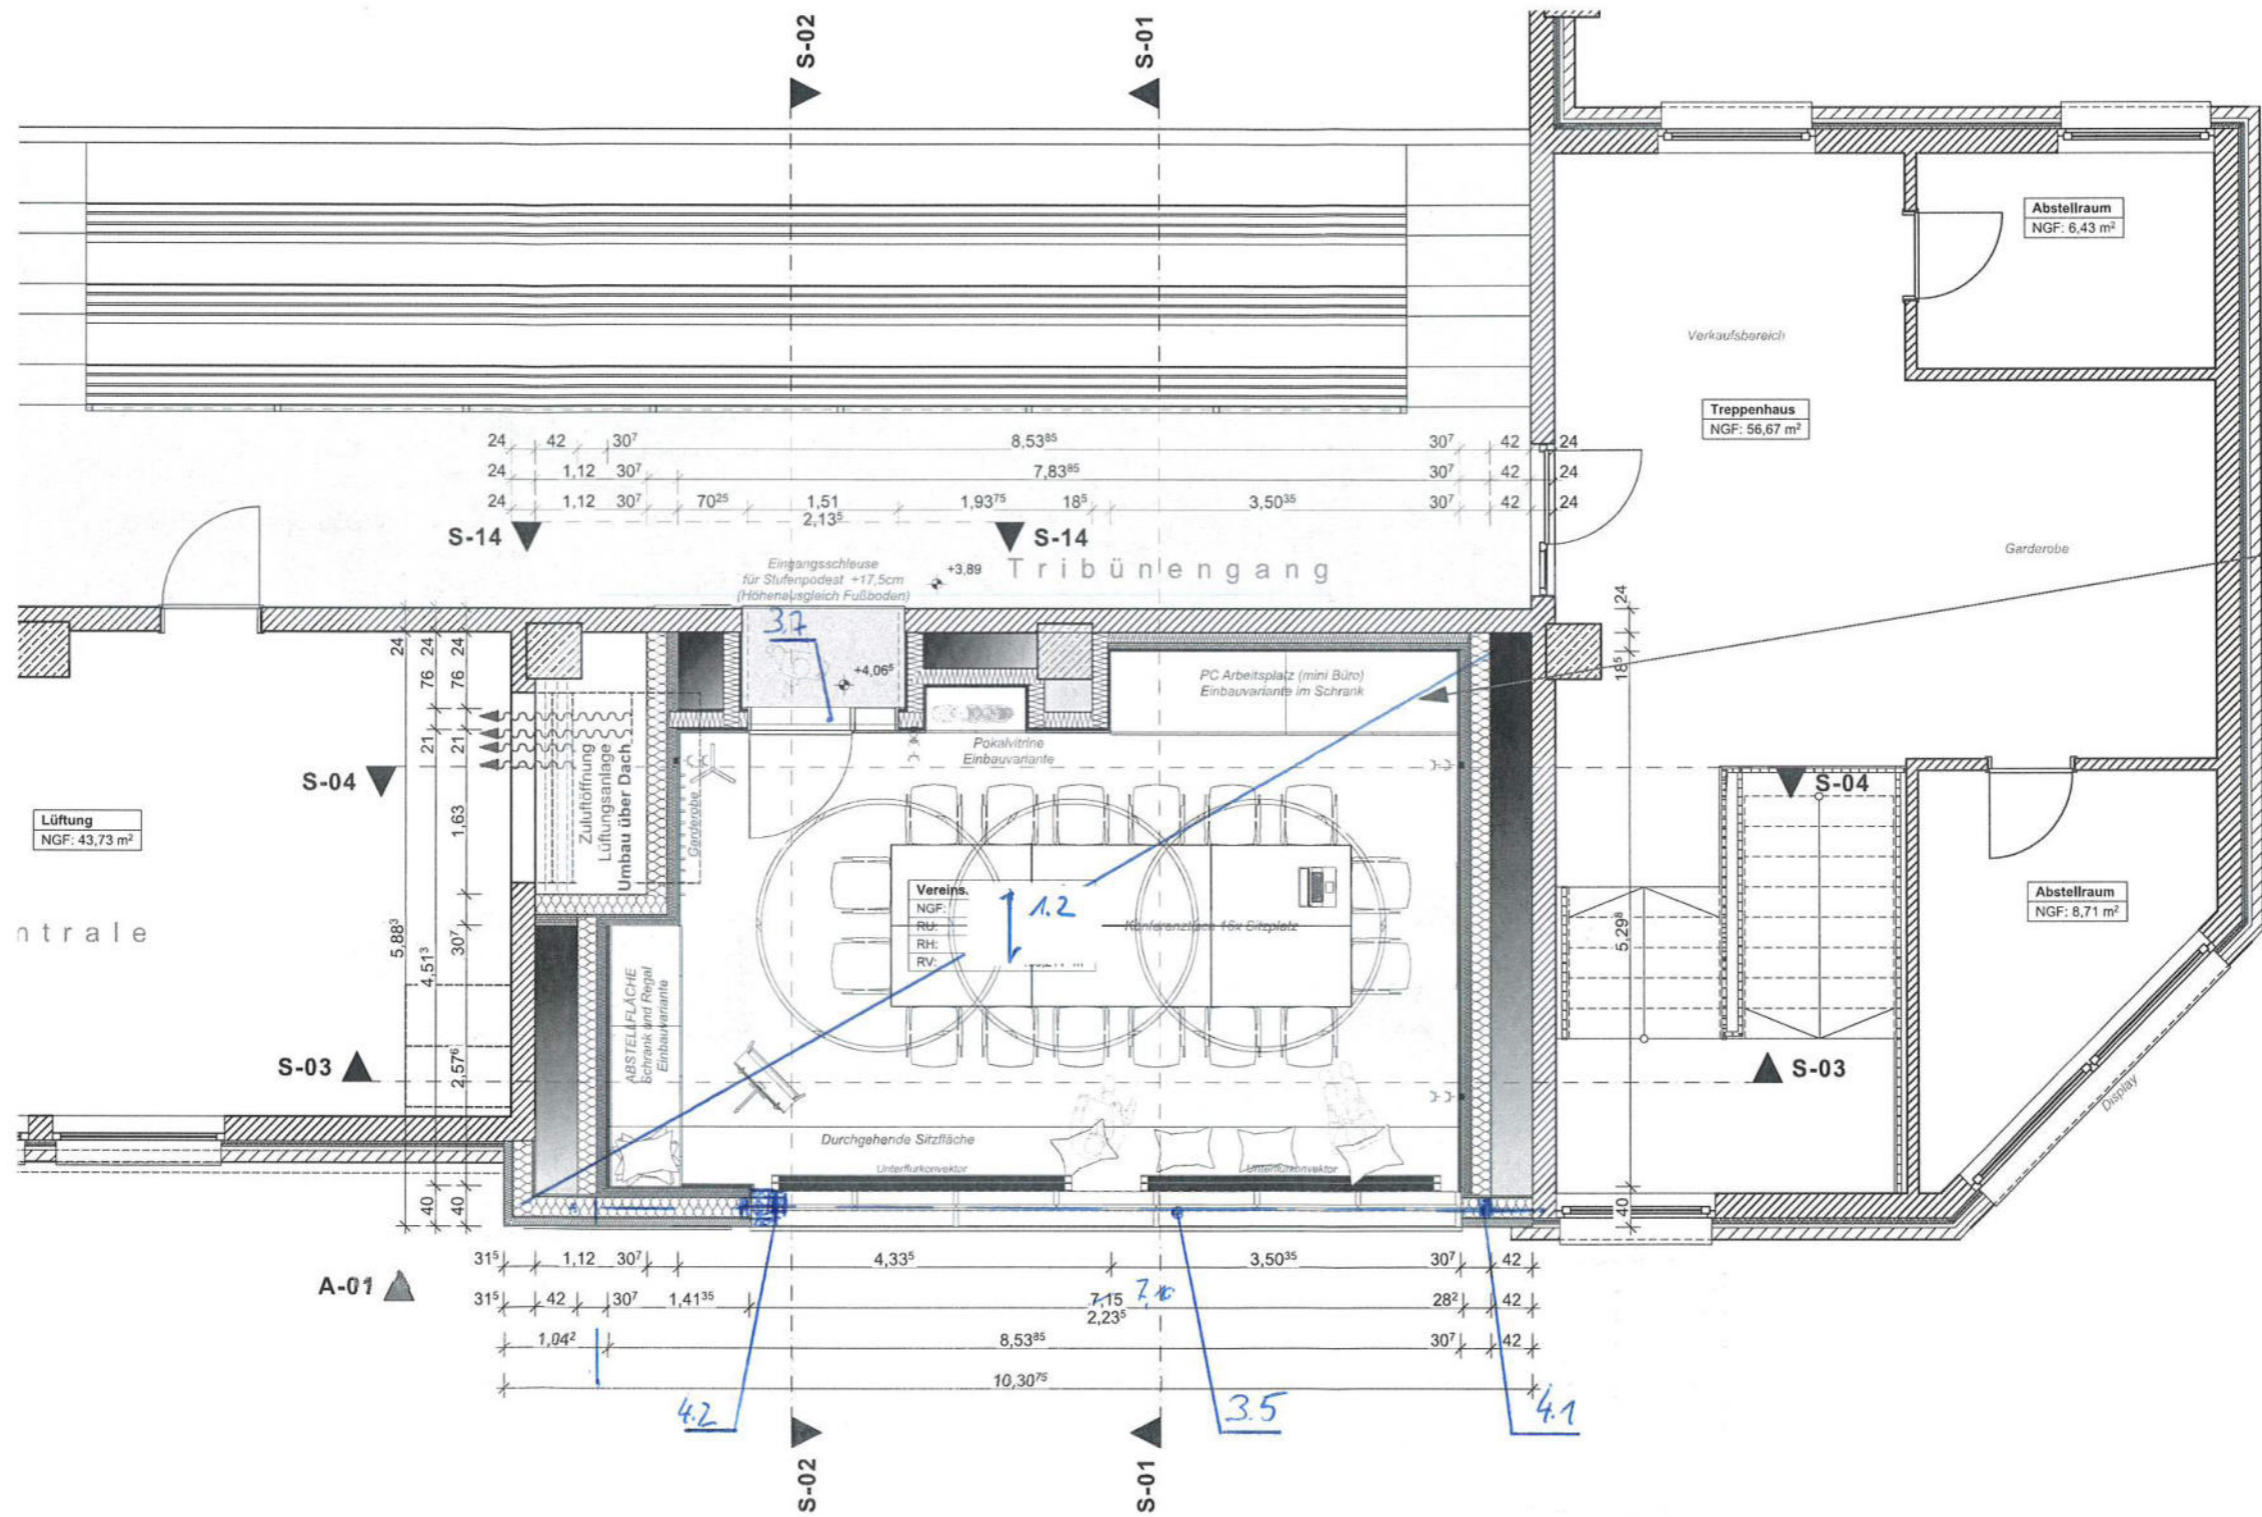 S-02
S-01
Abstellraum
NGF: 6,43 m²
Verkaufsbereich
Treppenhaus
NGF: 56,67 m²
24 42 30⁷ 8,53⁸⁵ 30⁷ 42 24
24 1,12 30⁷ 7,83⁸⁵ 30⁷ 42 24
24 1,12 30⁷ 70²⁵ 1,51 1,93⁷⁵ 18⁵ 3,50³⁵ 30⁷ 42 24
2,13⁵
S-14
S-14
Eingangsschleuse
für Stufenpodest +17,5cm
(Höhenausgleich Fußboden)
+3,89
Tribünengang
Garderobe
3.7
+4,06⁵
24
18⁵
24
24
24
76
76
21
21
PC Arbeitsplatz (mini Büro)
Einbauvariante im Schrank
Pokalvitrine
Einbauvariante
S-04
S-04
Zuluftöffnung
Lüftungsanlage
Umbau über Dach
Garderobe
1,63
Lüftung
NGF: 43,73 m²
Vereins.
NGF:
RU:
RH:
RV:
1.2
Konferenztisch 16x Sitzplatz
Abstellraum
NGF: 8,71 m²
ntrale
5,88³
4,51³
30⁷
5,29⁸
ABSTELLFLÄCHE
Schrank und Regal
Einbauvariante
S-03
2,57⁶
S-03
Display
Durchgehende Sitzfläche
Unterflurkonvektor
Unterflurkonvektor
40
40
40
A-01
31⁵ 1,12 30⁷ 4,33⁵ 3,50³⁵ 30⁷ 42
31⁵ 42 30⁷ 1,41³⁵ 7,15 28² 42
2,23⁵
1,04² 8,53⁸⁵ 30⁷ 42
10,30⁷⁵
4.2
3.5
4.1
S-02
S-01